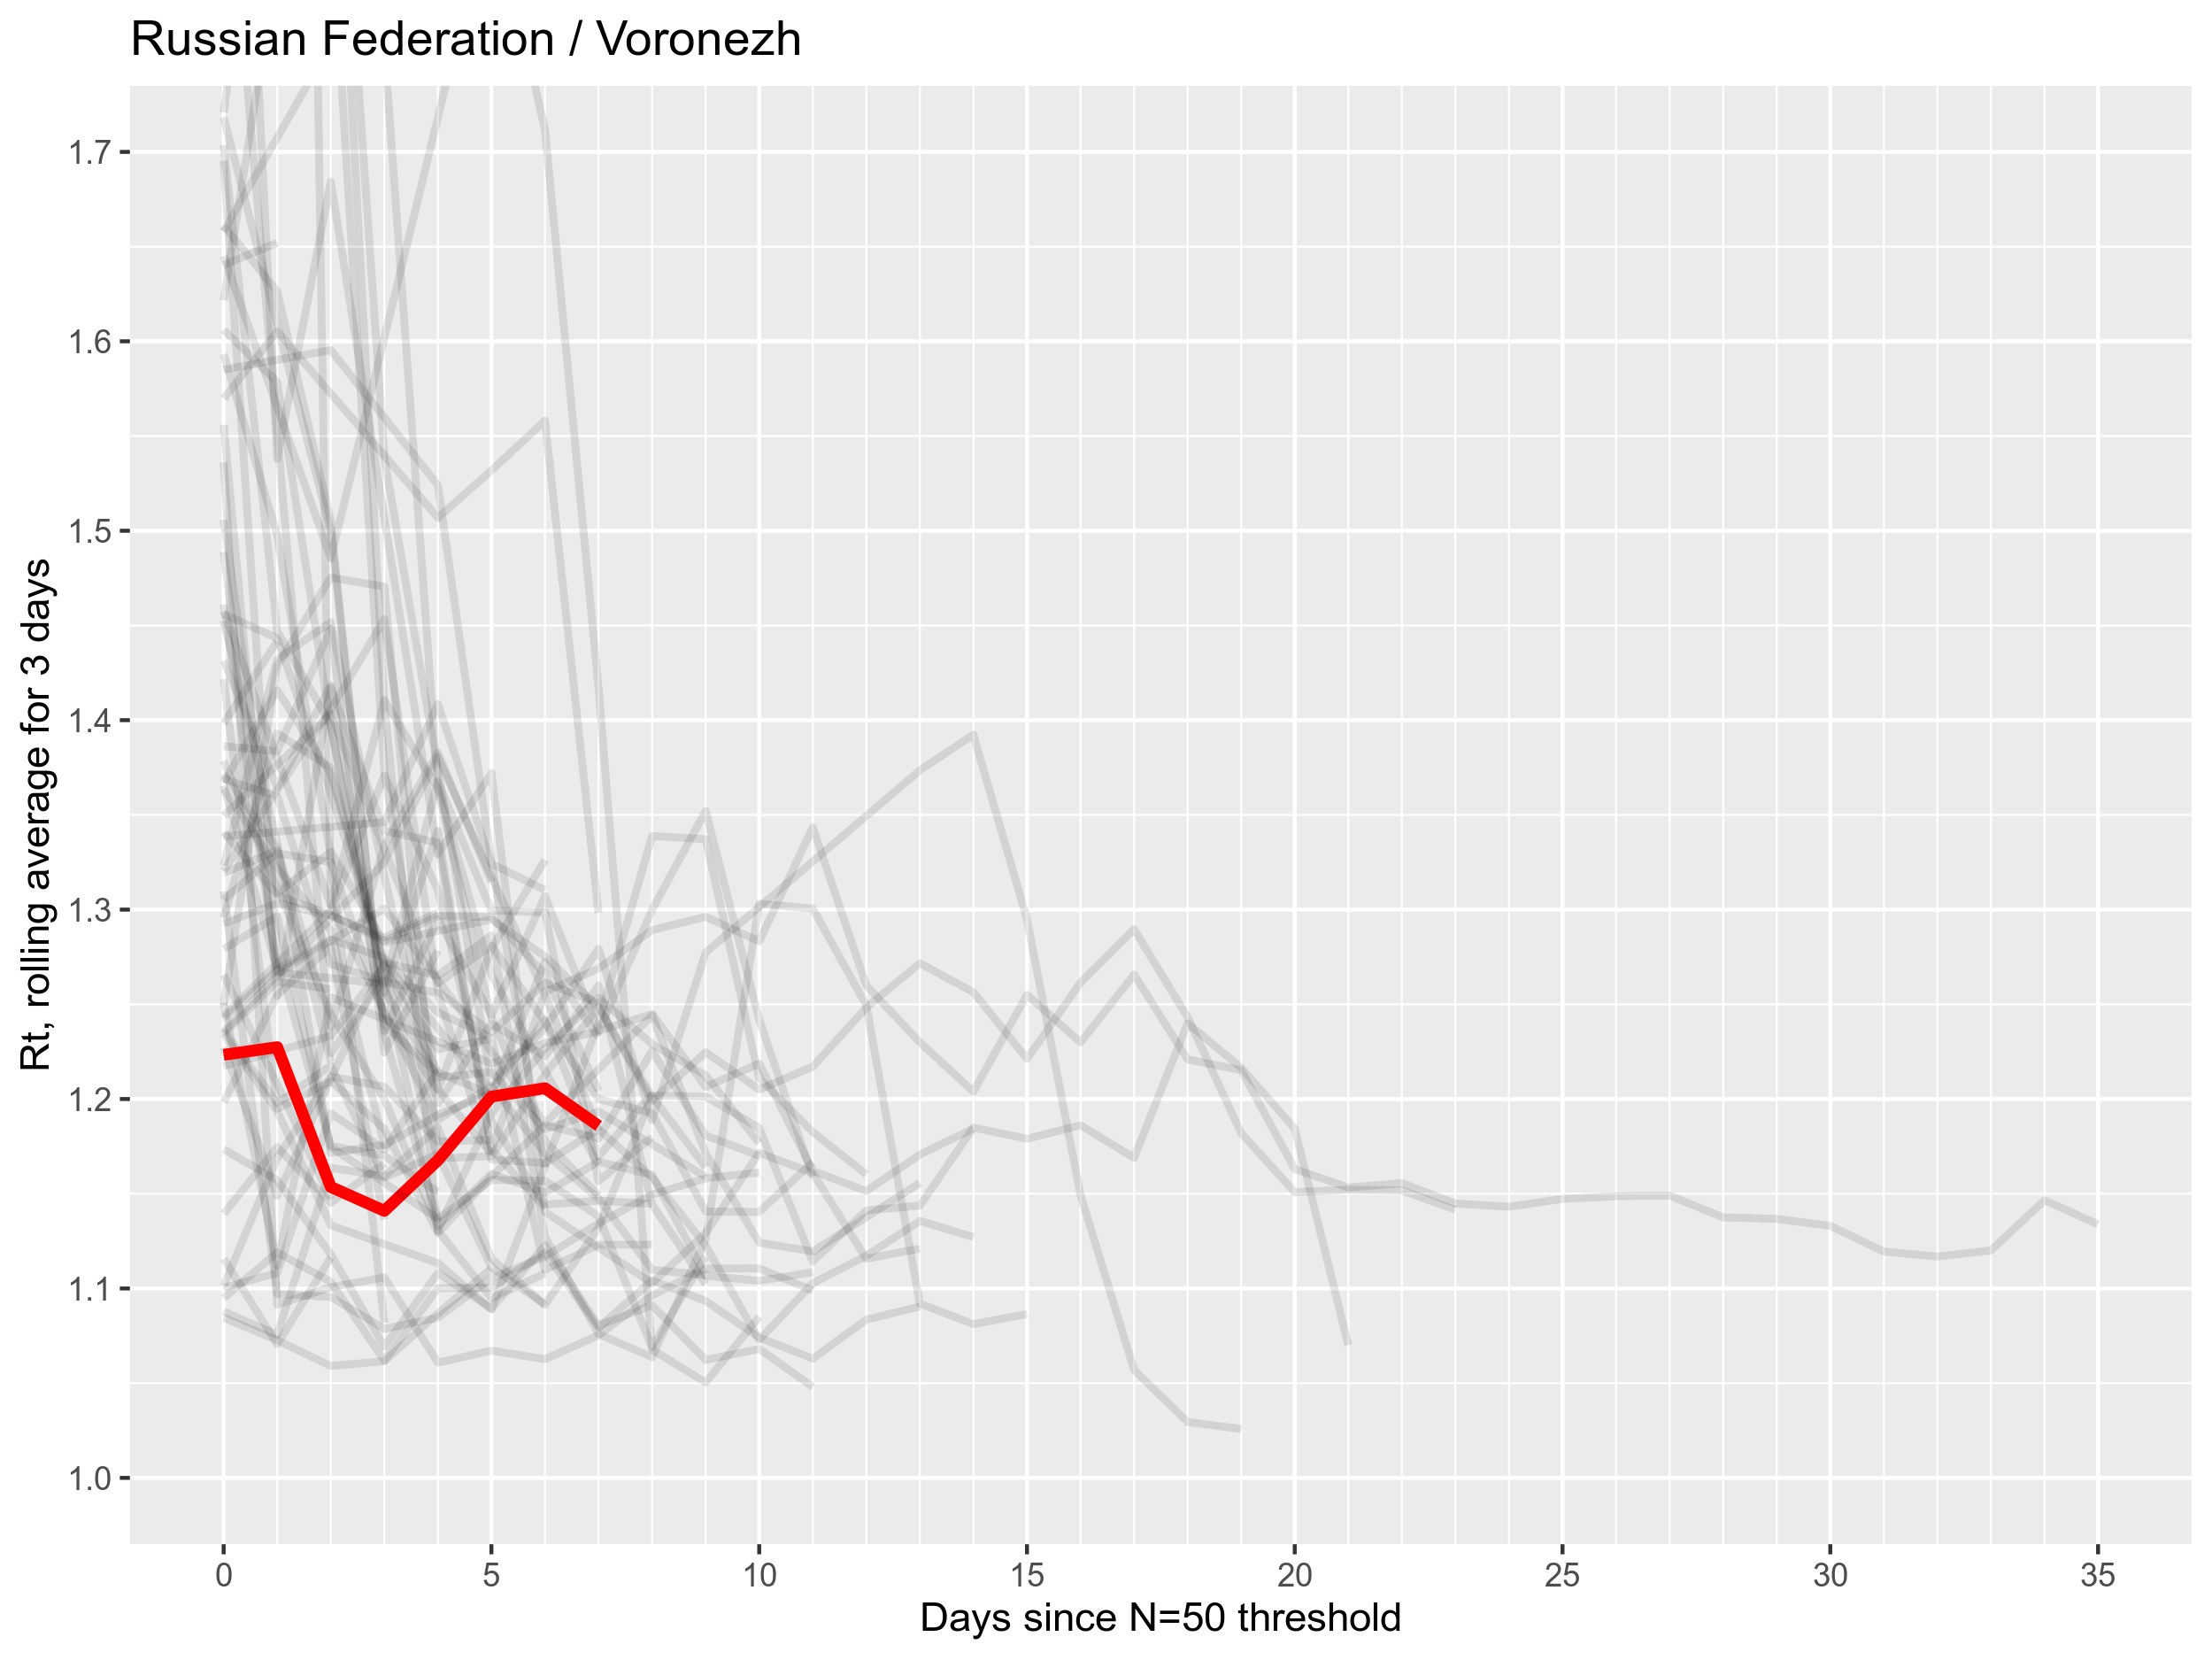 Russian Federation / Voronezh
Rt, rolling average for 3 days
1.7
1.6
1.5
1.4
1.3
1.2
1.1
1.0
0 5 10 15 20 25 30 35
Days since N=50 threshold